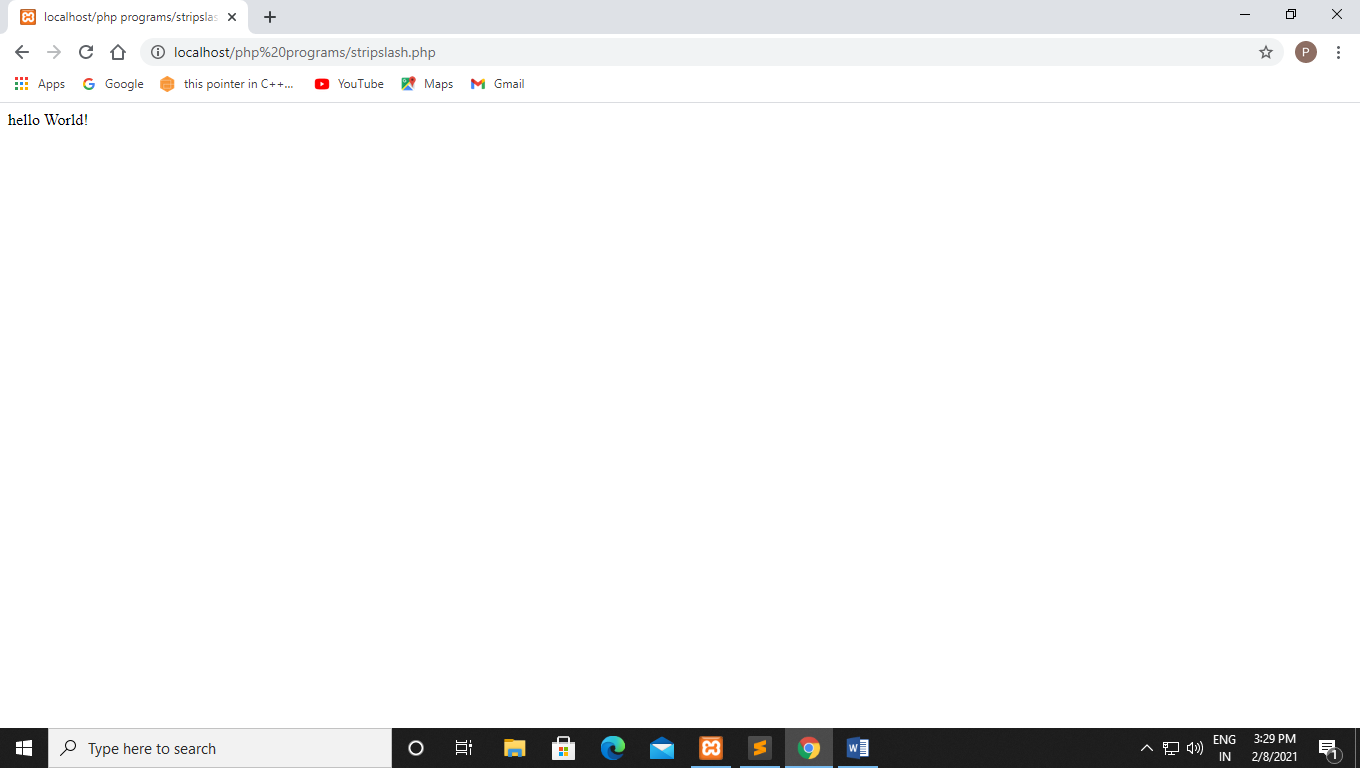 localhost/php programs/stripslas
localhost/php%20programs/stripslash.php
P
Apps
Google
this pointer in C++...
YouTube
Maps
Gmail
hello World!
Type here to search
ENG
IN
3:29 PM
2/8/2021
1